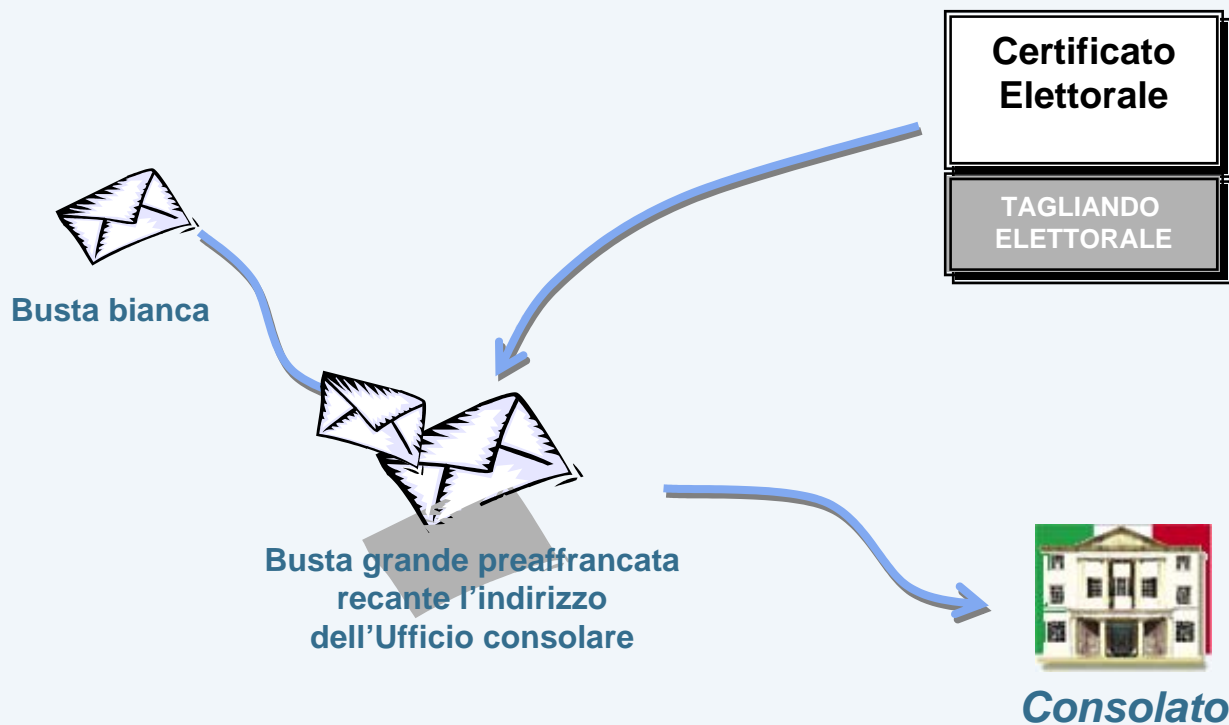 Certificato
Elettorale
TAGLIANDO
ELETTORALE
Busta bianca
Busta grande preaffrancata
recante l’indirizzo
dell’Ufficio consolare
Consolato